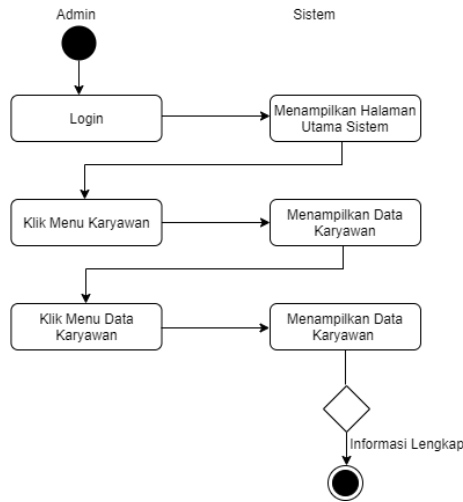 Admin
Sistem
Login
Menampilkan Halaman
Utama Sistem
Klik Menu Karyawan
Menampilkan Data
Karyawan
Klik Menu Data
Karyawan
Menampilkan Data
Karyawan
Informasi Lengkap